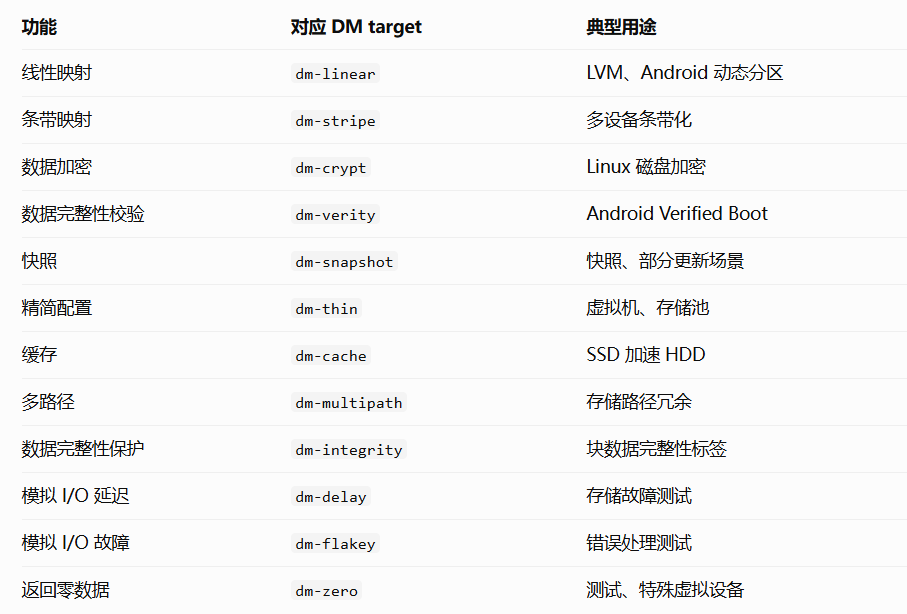 功能 对应 DM target 典型用途
线性映射 dm-linear LVM、Android 动态分区
条带映射 dm-stripe 多设备条带化
数据加密 dm-crypt Linux 磁盘加密
数据完整性校验 dm-verity Android Verified Boot
快照 dm-snapshot 快照、部分更新场景
精简配置 dm-thin 虚拟机、存储池
缓存 dm-cache SSD 加速 HDD
多路径 dm-multipath 存储路径冗余
数据完整性保护 dm-integrity 块数据完整性标签
模拟 I/O 延迟 dm-delay 存储故障测试
模拟 I/O 故障 dm-flakey 错误处理测试
返回零数据 dm-zero 测试、特殊虚拟设备